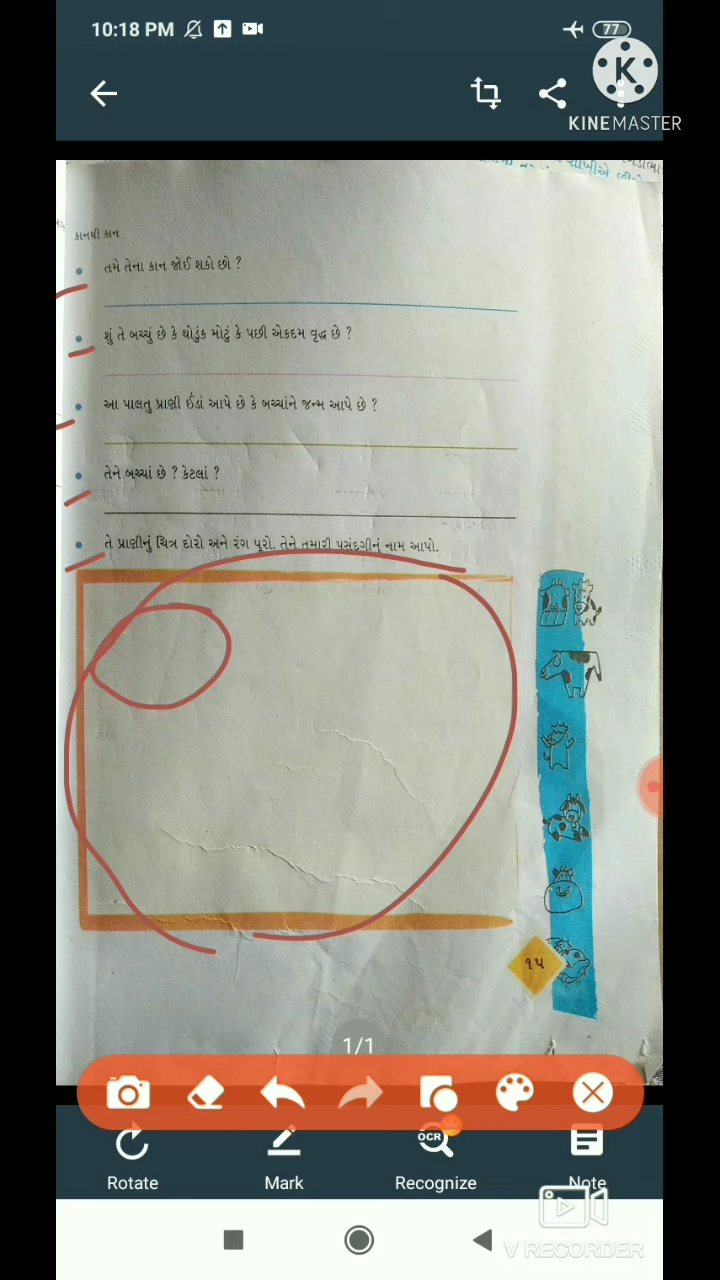 10:18 PM
77
K
KINEMASTER
કાનથી કાન
તમે તેના કાન જોઈ શકો છો ?
શું તે બચ્ચું છે કે થોડુંક મોટું કે પછી એકદમ વૃદ્ધ છે ?
આ પાલતુ પ્રાણી ઈંડાં આપે છે કે બચ્ચાંને જન્મ આપે છે ?
તેને બચ્ચાં છે ? કેટલાં ?
તે પ્રાણીનું ચિત્ર દોરો અને રંગ પૂરો. તેને તમારી પસંદગીનું નામ આપો.
૧૫
1/1
OCR
Rotate Mark Recognize Note
V RECORDER